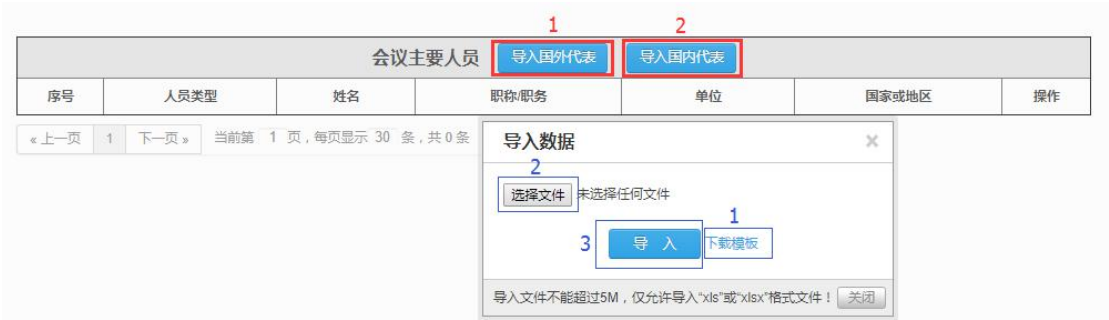 1 2
会议主要人员 导入国外代表 导入国内代表
序号 人员类型 姓名 职称/职务 单位 国家或地区 操作
«上一页 1 下一页» 当前第 1 页，每页显示 30 条，共 0 条
导入数据 ×
2
选择文件 未选择任何文件
1
3 导 入 下载模板
导入文件不能超过5M，仅允许导入“xls”或“xlsx”格式文件！ 关闭